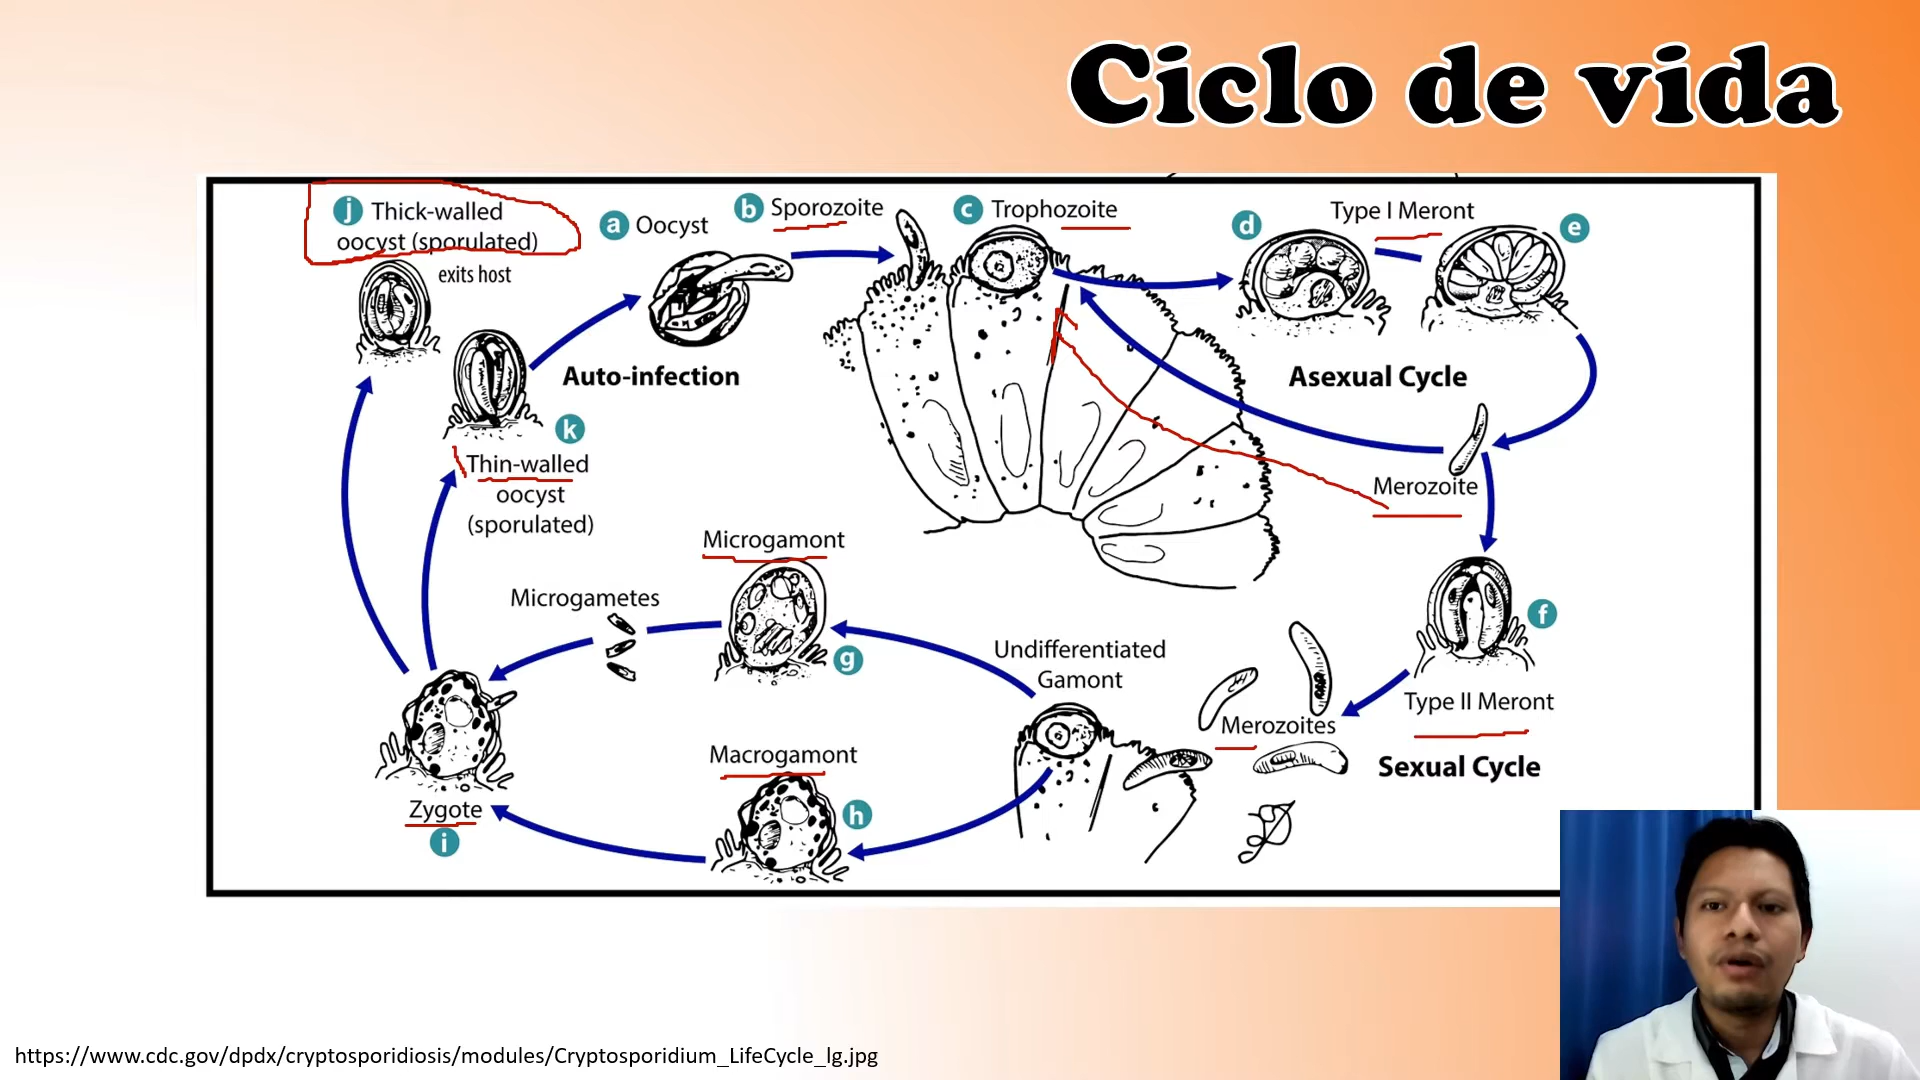 Ciclo de vida
j Thick-walled
oocyst (sporulated)
exits host
a Oocyst
b Sporozoite
c Trophozoite
d
Type I Meront
e
Auto-infection
Asexual Cycle
k
Thin-walled
oocyst
(sporulated)
Merozoite
Microgamont
Microgametes
g
f
Undifferentiated
Gamont
Type II Meront
Merozoites
Macrogamont
Sexual Cycle
h
Zygote
i
https://www.cdc.gov/dpdx/cryptosporidiosis/modules/Cryptosporidium_LifeCycle_lg.jpg